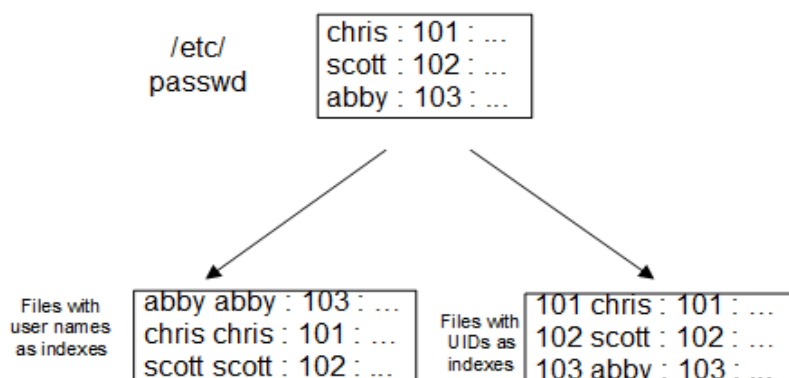 /etc/
passwd
chris : 101 : ...
scott : 102 : ...
abby : 103 : ...
Files with
user names
as indexes
abby abby : 103 : ...
chris chris : 101 : ...
scott scott : 102 : ...
Files with
UIDs as
indexes
101 chris : 101 : ...
102 scott : 102 : ...
103 abby : 103 : ...